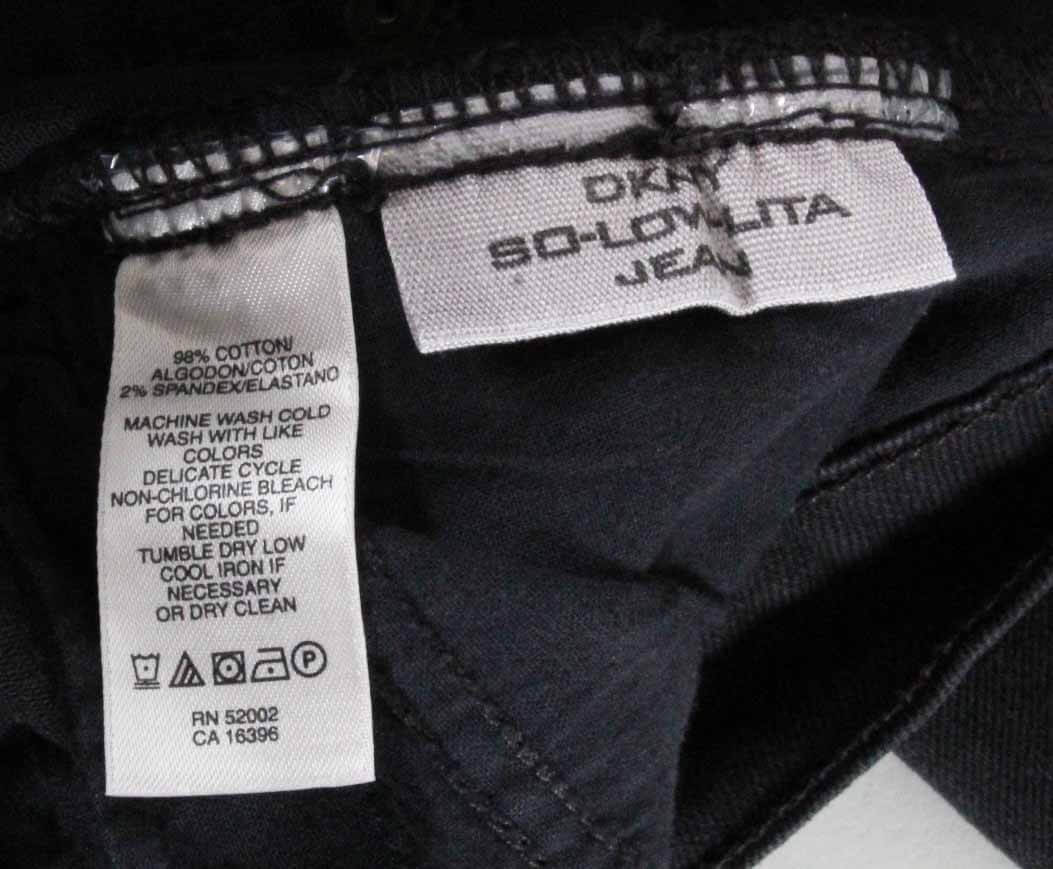 DKNY
SO-LOW-LITA
JEAN
98% COTTON/
ALGODON/COTON
2% SPANDEX/ELASTANO
MACHINE WASH COLD
WASH WITH LIKE
COLORS
DELICATE CYCLE
NON-CHLORINE BLEACH
FOR COLORS, IF
NEEDED
TUMBLE DRY LOW
COOL IRON IF
NECESSARY
OR DRY CLEAN
P
RN 52002
CA 16396